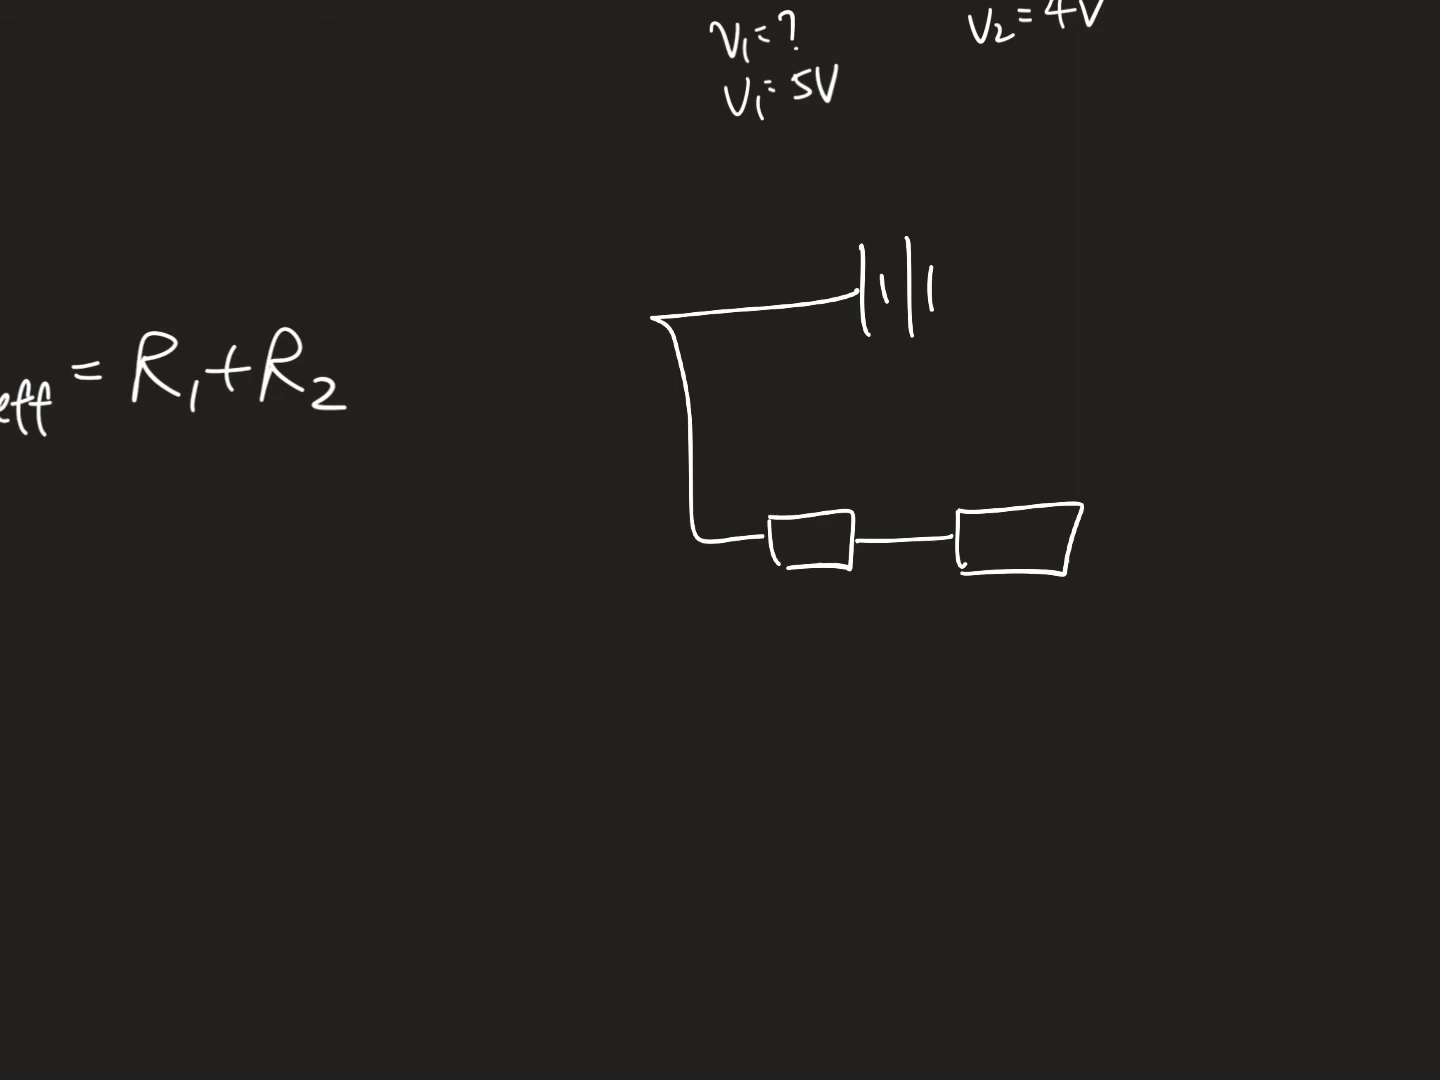 V₁ = ?
V₂ = 4V
V₁ = 5V
eff = R₁ + R₂